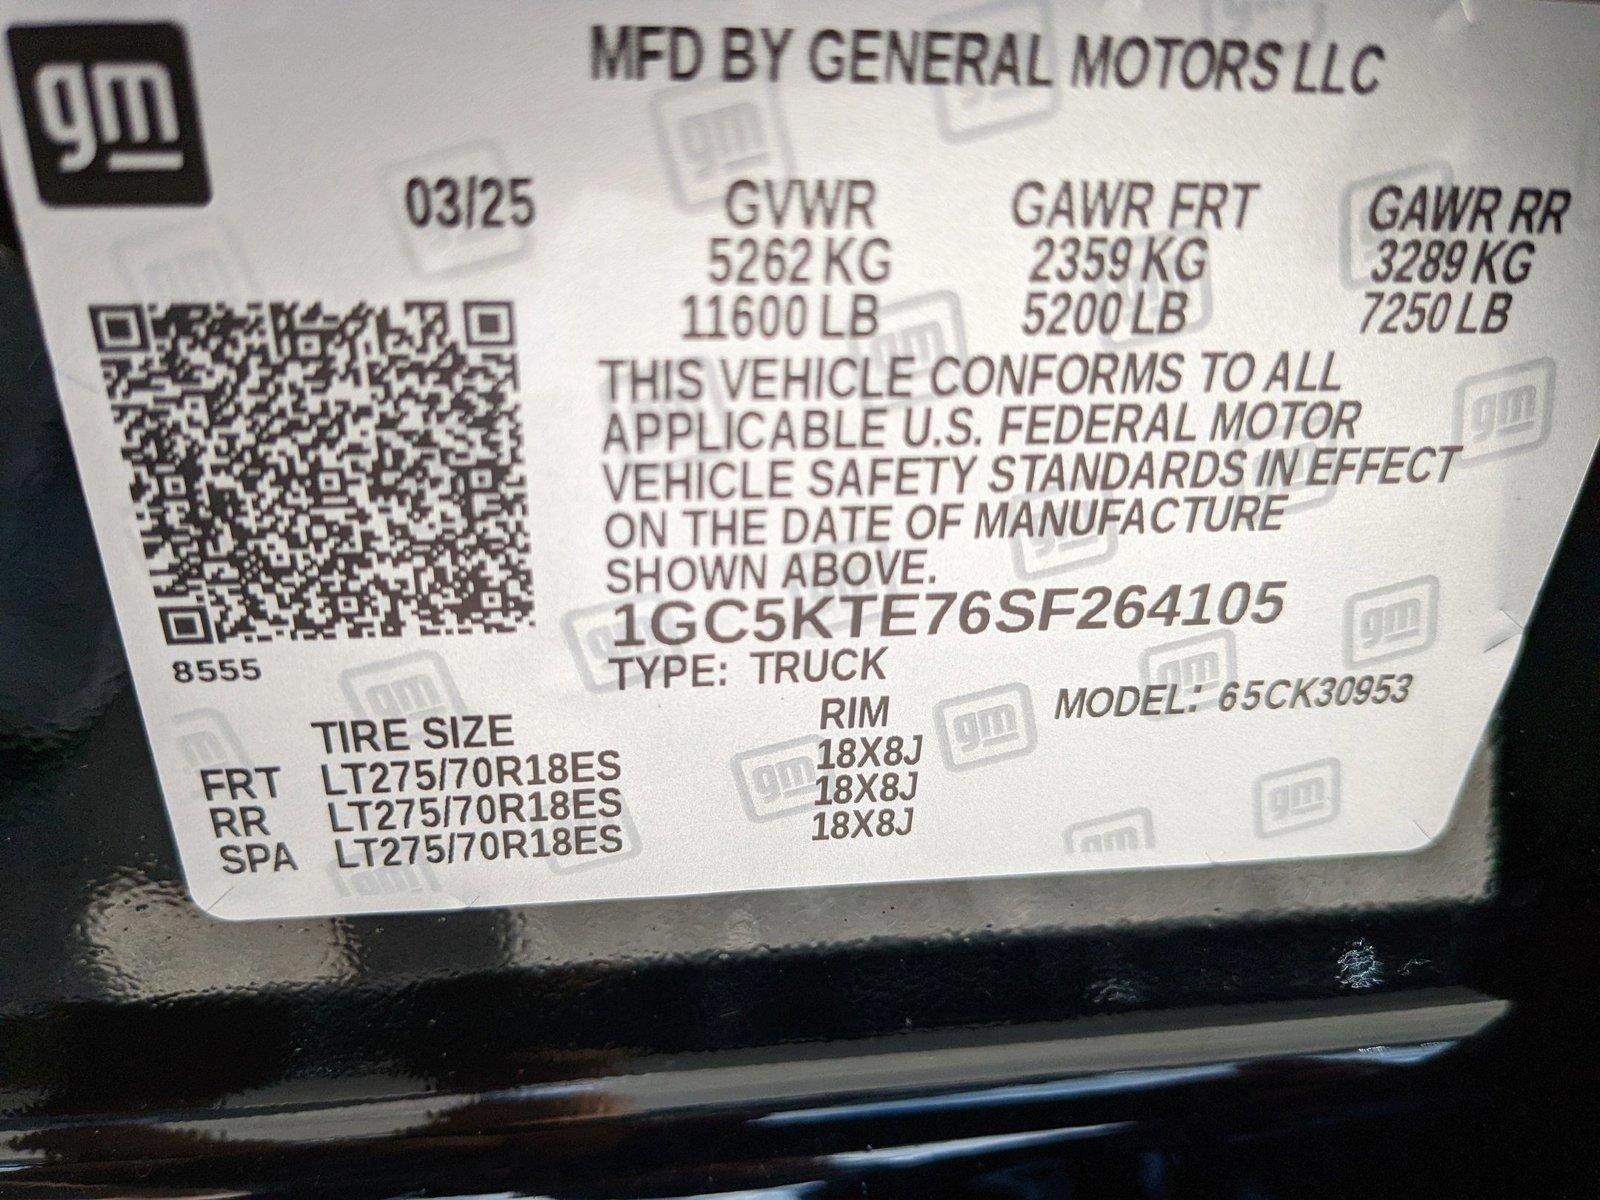 gm
MFD BY GENERAL MOTORS LLC
03/25 GVWR GAWR FRT GAWR RR
5262 KG 2359 KG 3289 KG
11600 LB 5200 LB 7250 LB
THIS VEHICLE CONFORMS TO ALL
APPLICABLE U.S. FEDERAL MOTOR
VEHICLE SAFETY STANDARDS IN EFFECT
ON THE DATE OF MANUFACTURE
SHOWN ABOVE.
1GC5KTE76SF264105
8555
TYPE: TRUCK
MODEL: 65CK30953
TIRE SIZE RIM
FRT LT275/70R18ES 18X8J
RR LT275/70R18ES 18X8J
SPA LT275/70R18ES 18X8J